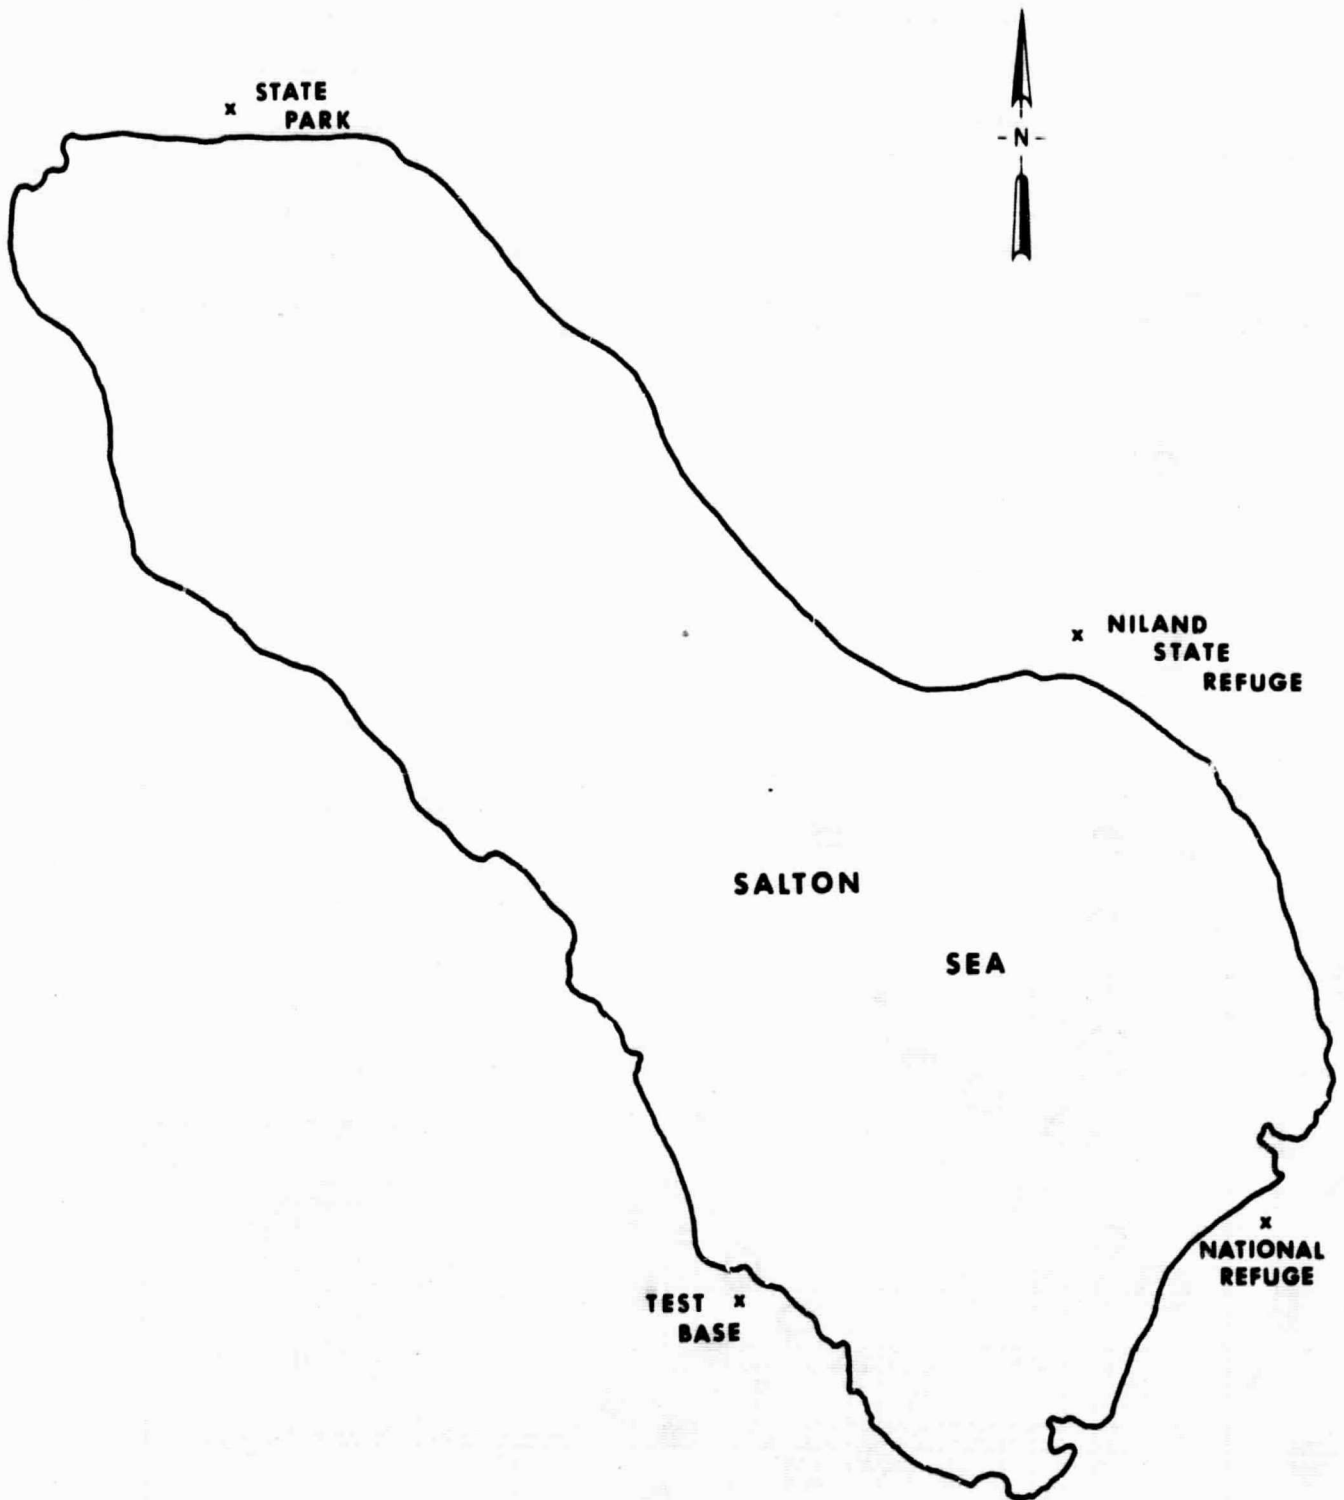 STATE
PARK
- N -
NILAND
STATE
REFUGE
SALTON
SEA
NATIONAL
REFUGE
TEST
BASE